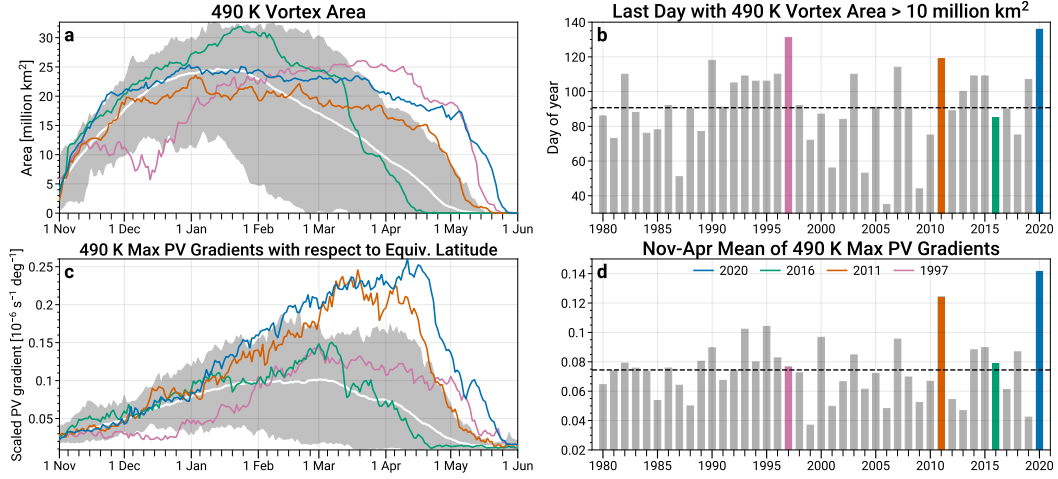 490 K Vortex Area
a
Area [million km²]
30
25
20
15
10
5
0
1 Nov 1 Dec 1 Jan 1 Feb 1 Mar 1 Apr 1 May 1 Jun
Last Day with 490 K Vortex Area > 10 million km²
b
Day of year
140
120
100
80
60
40
1980 1985 1990 1995 2000 2005 2010 2015 2020
490 K Max PV Gradients with respect to Equiv. Latitude
c
Scaled PV gradient [10⁻⁶ s⁻¹ deg⁻¹]
0.25
0.2
0.15
0.1
0.05
1 Nov 1 Dec 1 Jan 1 Feb 1 Mar 1 Apr 1 May 1 Jun
Nov-Apr Mean of 490 K Max PV Gradients
d
2020 2016 2011 1997
0.14
0.12
0.1
0.08
0.06
0.04
0.02
1980 1985 1990 1995 2000 2005 2010 2015 2020